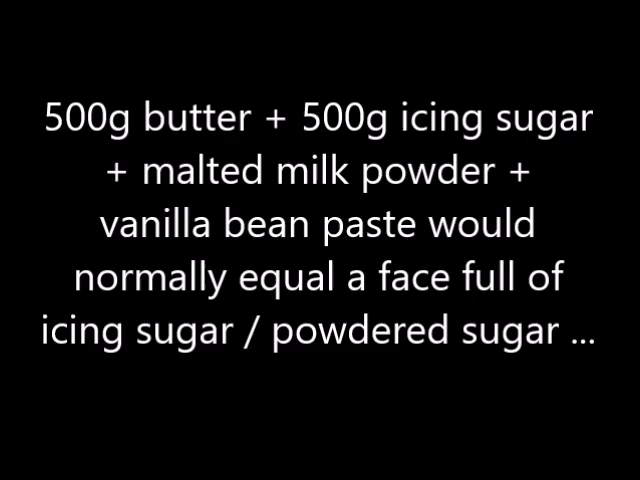 500g butter + 500g icing sugar
+ malted milk powder +
vanilla bean paste would
normally equal a face full of
icing sugar / powdered sugar ...